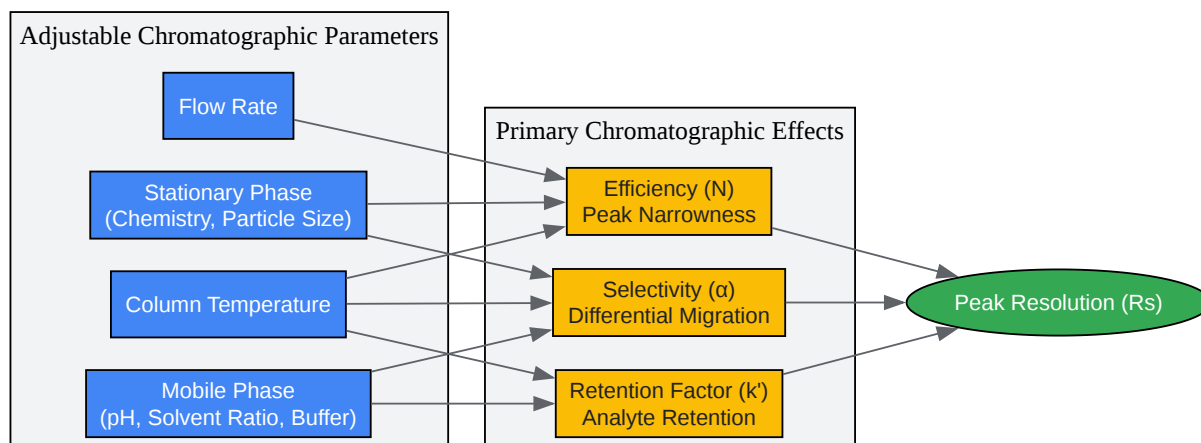 Adjustable Chromatographic Parameters
Flow Rate
Stationary Phase
(Chemistry, Particle Size)
Column Temperature
Mobile Phase
(pH, Solvent Ratio, Buffer)
Primary Chromatographic Effects
Efficiency (N)
Peak Narrowness
Selectivity (α)
Differential Migration
Retention Factor (k')
Analyte Retention
Peak Resolution (Rs)